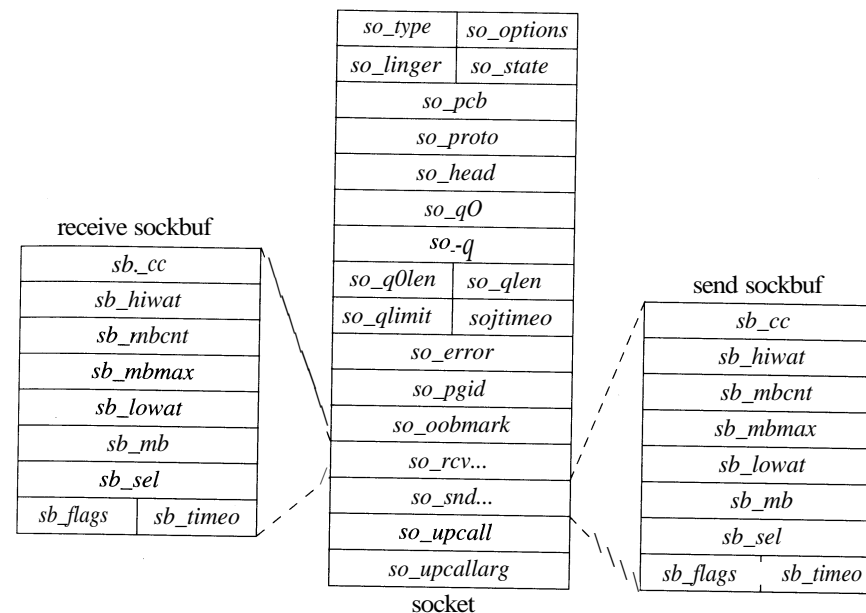 so_type so_options
so_linger so_state
so_pcb
so_proto
so_head
so_qO
so_-q
so_q0len so_qlen
so_qlimit sojtimeo
so_error
so_pgid
so_oobmark
so_rcv...
so_snd...
so_upcall
so_upcallarg
socket
receive sockbuf
sb._cc
sb_hiwat
sb_mbcnt
sb_mbmax
sb_lowat
sb_mb
sb_sel
sb_flags sb_timeo
send sockbuf
sb_cc
sb_hiwat
sb_mbcnt
sb_mbmax
sb_lowat
sb_mb
sb_sel
sb_flags sb_timeo